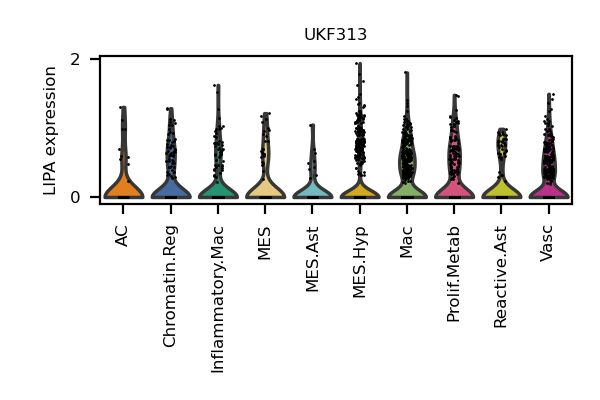 UKF313
LIPA expression
2
0
AC
Chromatin.Reg
Inflammatory.Mac
MES
MES.Ast
MES.Hyp
Mac
Prolif.Metab
Reactive.Ast
Vasc